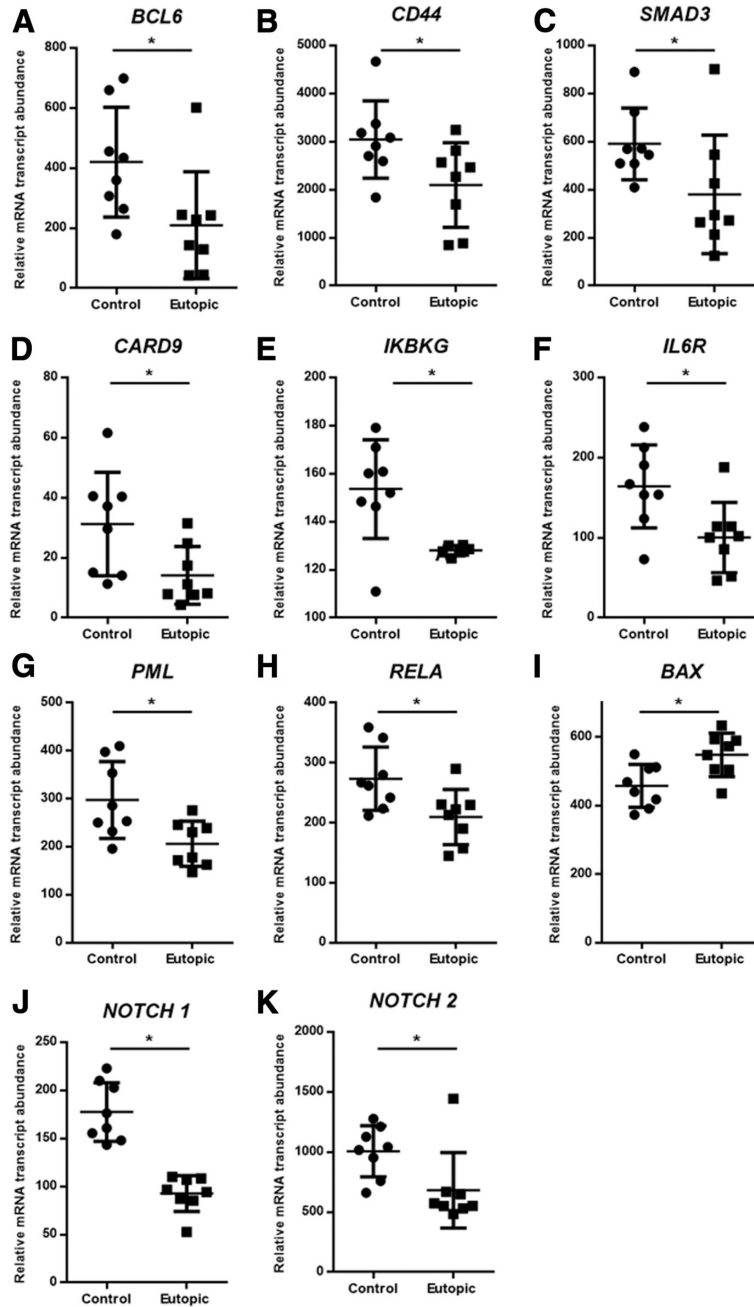 A
BCL6
Relative mRNA transcript abundance
800
600
400
200
0
*
Control Eutopic
B
CD44
Relative mRNA transcript abundance
5000
4000
3000
2000
1000
0
*
Control Eutopic
C
SMAD3
Relative mRNA transcript abundance
1000
800
600
400
200
0
*
Control Eutopic
D
CARD9
Relative mRNA transcript abundance
80
60
40
20
0
*
Control Eutopic
E
IKBKG
Relative mRNA transcript abundance
200
180
160
140
120
100
*
Control Eutopic
F
IL6R
Relative mRNA transcript abundance
300
200
100
0
*
Control Eutopic
G
PML
Relative mRNA transcript abundance
500
400
300
200
100
0
*
Control Eutopic
H
RELA
Relative mRNA transcript abundance
400
300
200
100
0
*
Control Eutopic
I
BAX
Relative mRNA transcript abundance
600
400
200
0
*
Control Eutopic
J
NOTCH 1
Relative mRNA transcript abundance
250
200
150
100
50
0
*
Control Eutopic
K
NOTCH 2
Relative mRNA transcript abundance
2000
1500
1000
500
0
*
Control Eutopic